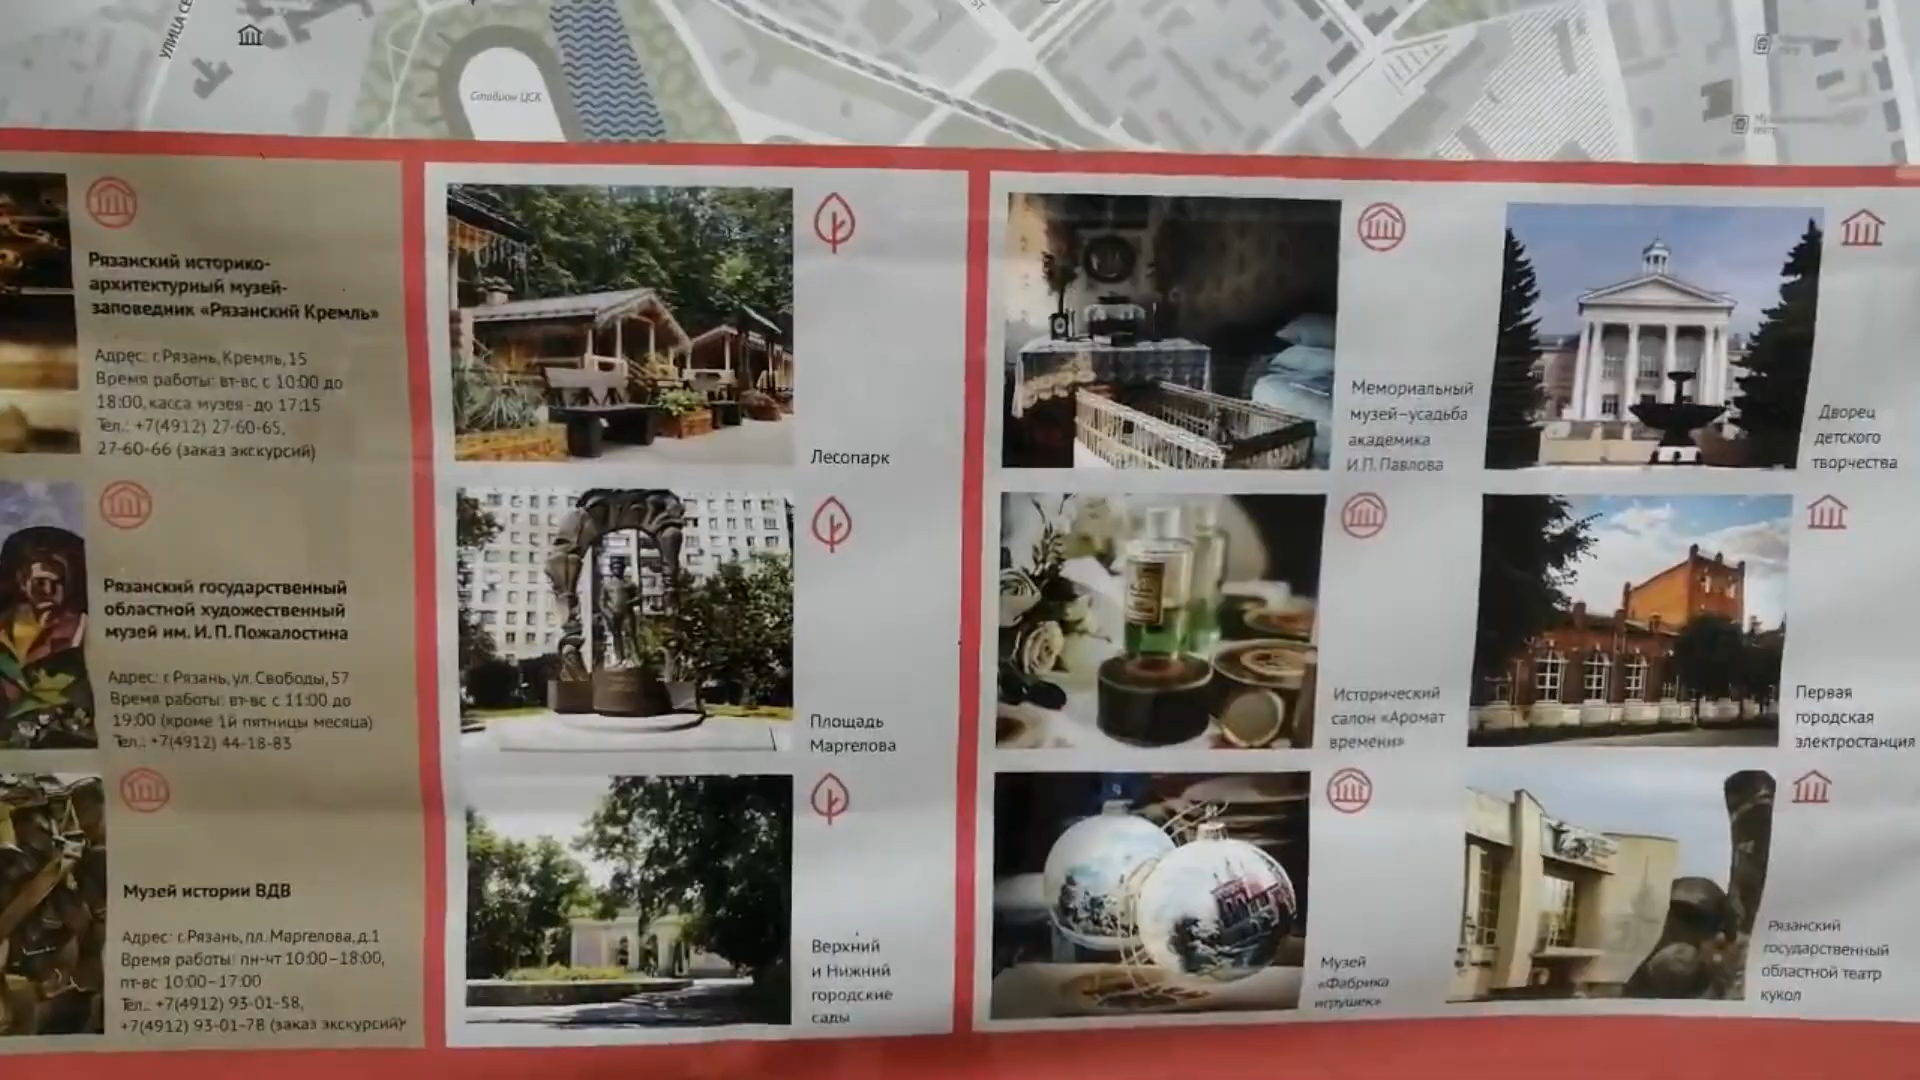 УЛИЦА СЕ
Стадион ЦСК
Рязанский историко-
архитектурный музей-
заповедник «Рязанский Кремль»
Адрес: г.Рязань, Кремль, 15
Время работы: вт-вс с 10:00 до
18:00, касса музея - до 17:15
Тел.: +7(4912) 27-60-65,
27-60-66 (заказ экскурсий)
Рязанский государственный
областной художественный
музей им. И. П. Пожалостина
Адрес: г. Рязань, ул. Свободы, 57
Время работы: вт-вс с 11:00 до
19:00 (кроме 1й пятницы месяца)
Тел.: +7(4912) 44-18-83
Музей истории ВДВ
Адрес: г.Рязань, пл. Маргелова, д.1
Время работы: пн-чт 10:00–18:00,
пт-вс 10:00–17:00
Тел.: +7(4912) 93-01-58,
+7(4912) 93-01-78 (заказ экскурсий)
Лесопарк
Площадь
Маргелова
Верхний
и Нижний
городские
сады
Мемориальный
музей–усадьба
академика
И.П. Павлова
Исторический
салон «Аромат
времени»
Музей
«Фабрика
игрушек»
Дворец
детского
творчества
Первая
городская
электростанция
Рязанский
государственный
областной театр
кукол